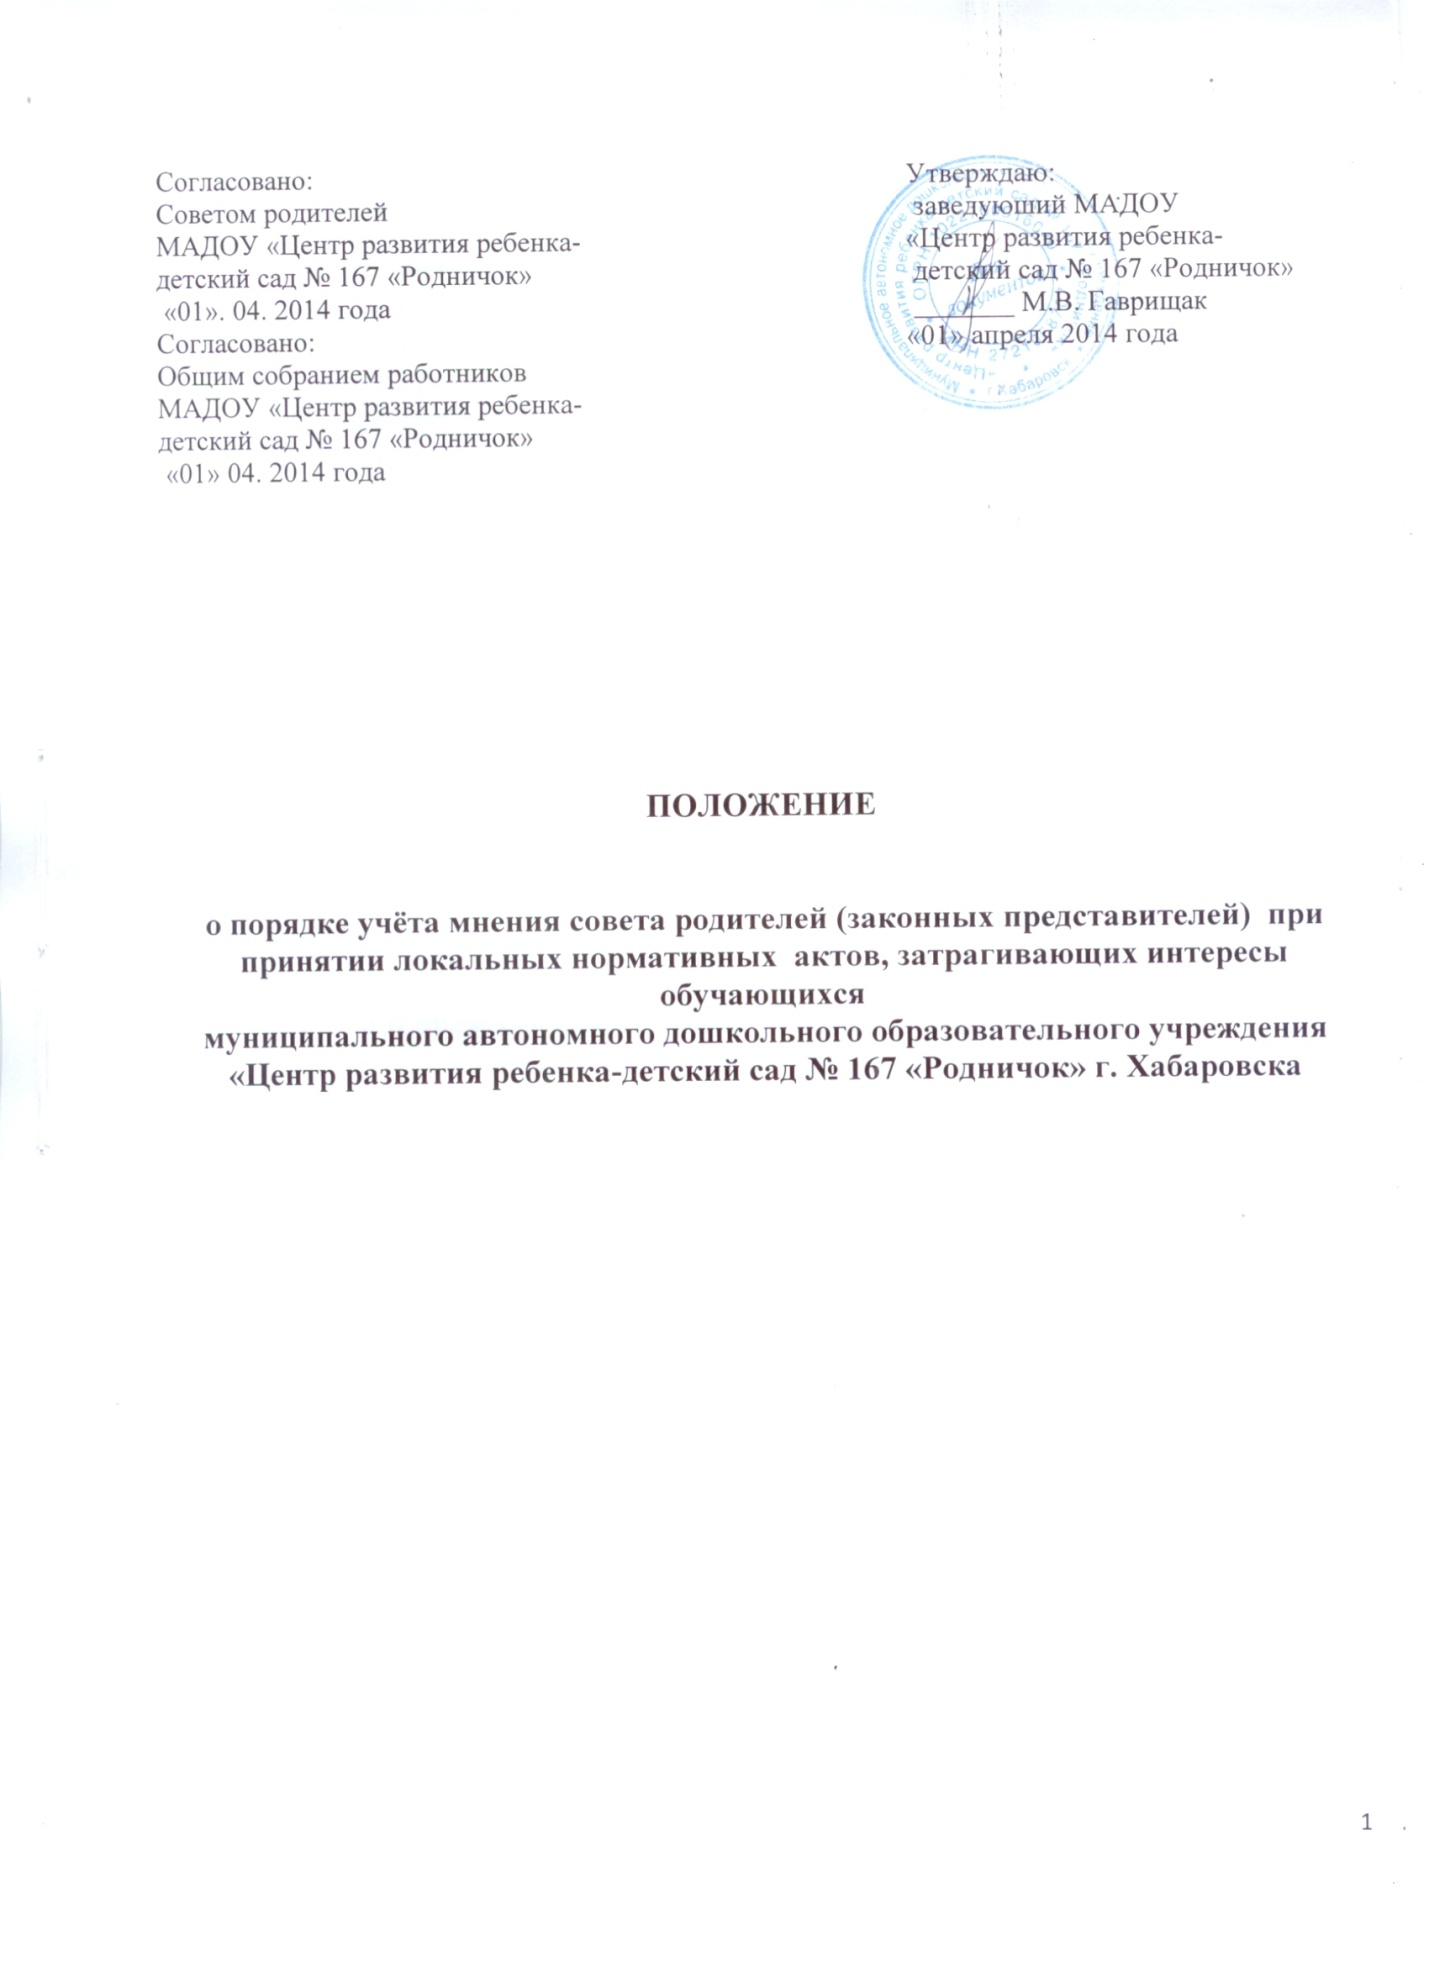 Согласовано:
Советом родителей
МАДОУ «Центр развития ребенка-
детский сад № 167 «Родничок»
«01». 04. 2014 года
Согласовано:
Общим собранием работников
МАДОУ «Центр развития ребенка-
детский сад № 167 «Родничок»
«01» 04. 2014 года
Утверждаю:
заведующий МАДОУ
«Центр развития ребенка-
детский сад № 167 «Родничок»
________ М.В. Гаврищак
«01» апреля 2014 года
ПОЛОЖЕНИЕ
о порядке учёта мнения совета родителей (законных представителей) при
принятии локальных нормативных актов, затрагивающих интересы
обучающихся
муниципального автономного дошкольного образовательного учреждения
«Центр развития ребенка-детский сад № 167 «Родничок» г. Хабаровска
1